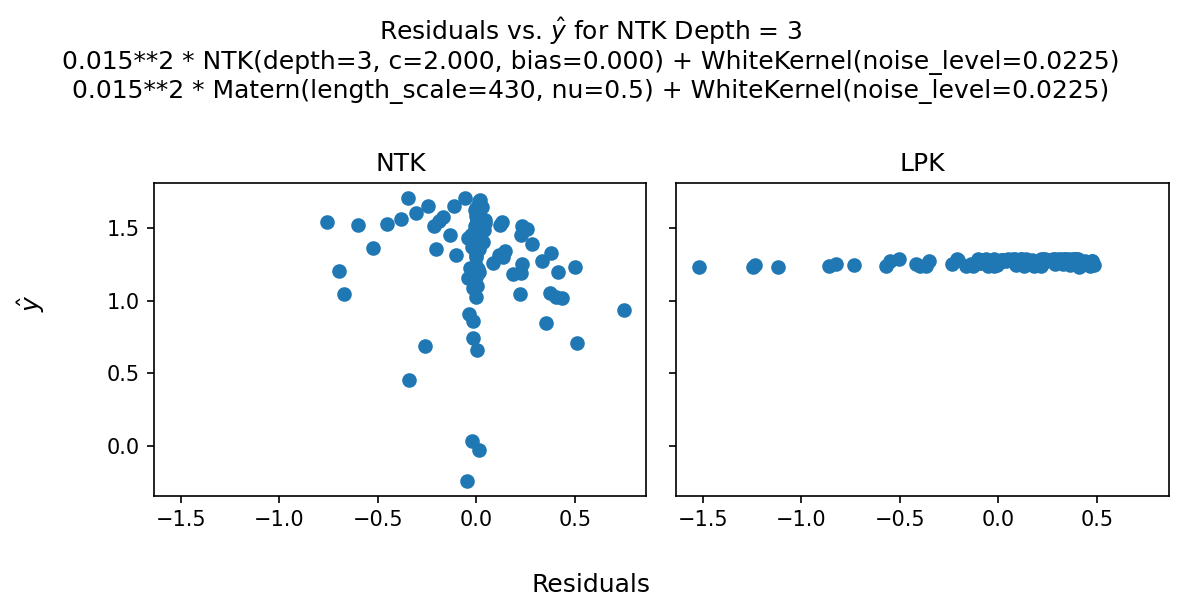 Residuals vs. ŷ for NTK Depth = 3
0.015**2 * NTK(depth=3, c=2.000, bias=0.000) + WhiteKernel(noise_level=0.0225)
0.015**2 * Matern(length_scale=430, nu=0.5) + WhiteKernel(noise_level=0.0225)
NTK
LPK
1.5
1.0
0.5
0.0
ŷ
−1.5 −1.0 −0.5 0.0 0.5
−1.5 −1.0 −0.5 0.0 0.5
Residuals